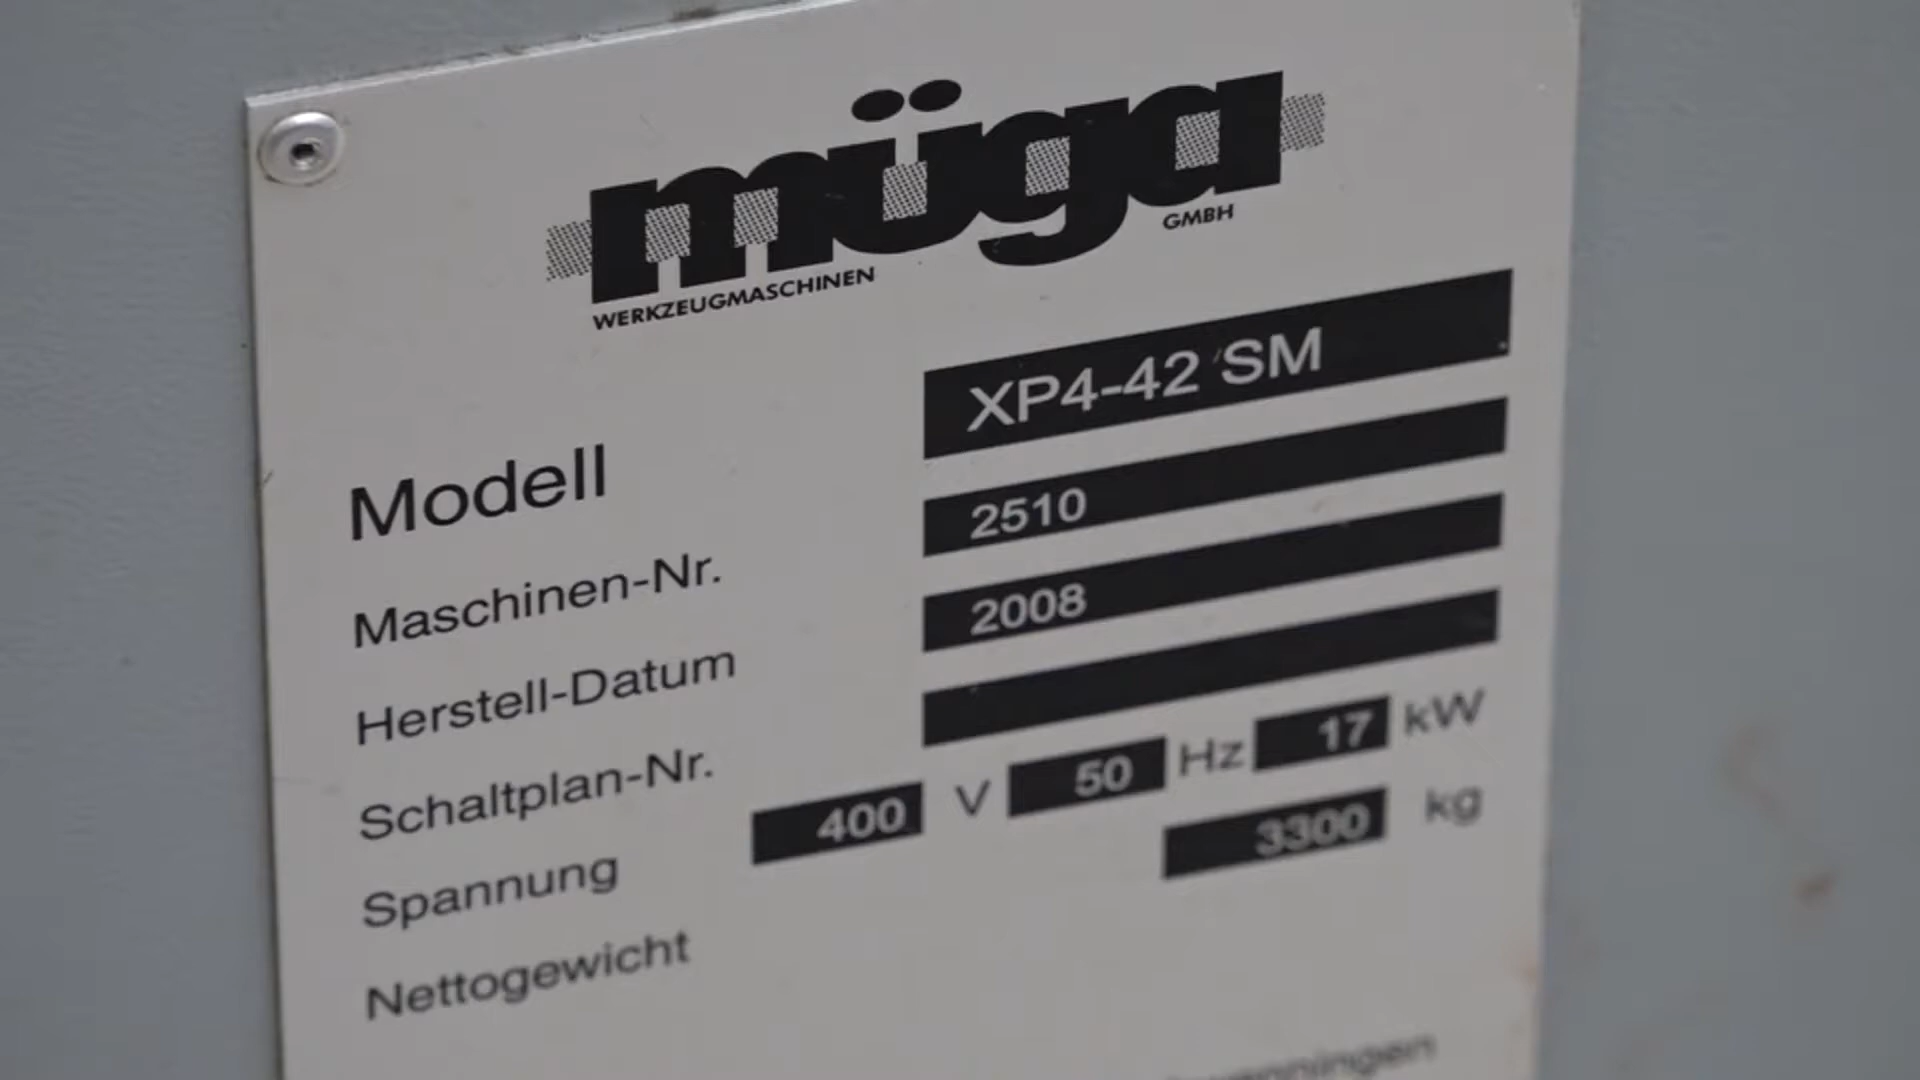 müga
WERKZEUGMASCHINEN GMBH
Modell XP4-42 SM
Maschinen-Nr. 2510
Herstell-Datum 2008
Schaltplan-Nr.
Spannung 400 V 50 Hz 17 kW
Nettogewicht 3300 kg